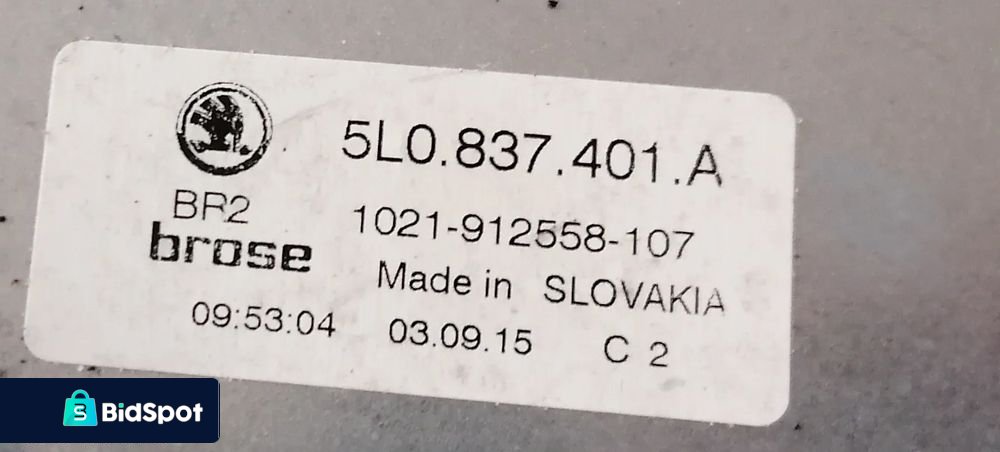 5L0.837.401.A
BR2
1021-912558-107
brose
Made in SLOVAKIA
09:53:04 03.09.15 C 2
BidSpot